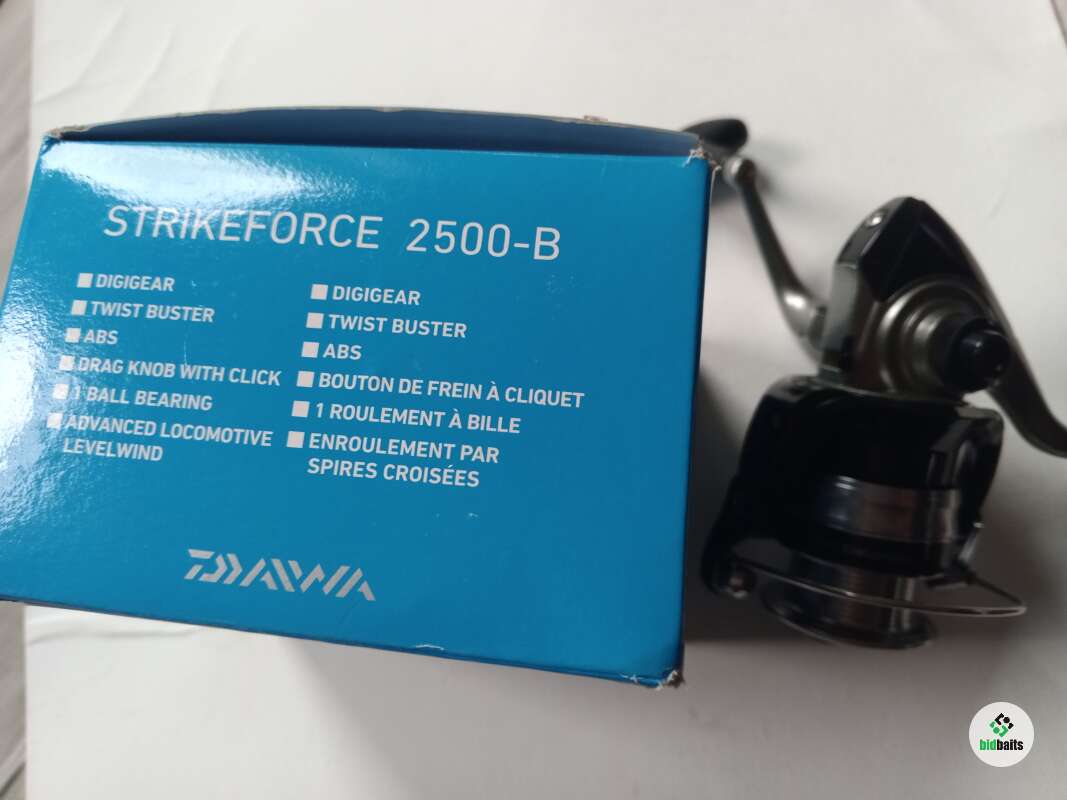 STRIKEFORCE 2500-B
DIGIGEAR
TWIST BUSTER
ABS
DRAG KNOB WITH CLICK
1 BALL BEARING
ADVANCED LOCOMOTIVE
LEVELWIND
DIGIGEAR
TWIST BUSTER
ABS
BOUTON DE FREIN À CLIQUET
1 ROULEMENT À BILLE
ENROULEMENT PAR
SPIRES CROISÉES
DAIWA
bidbaits